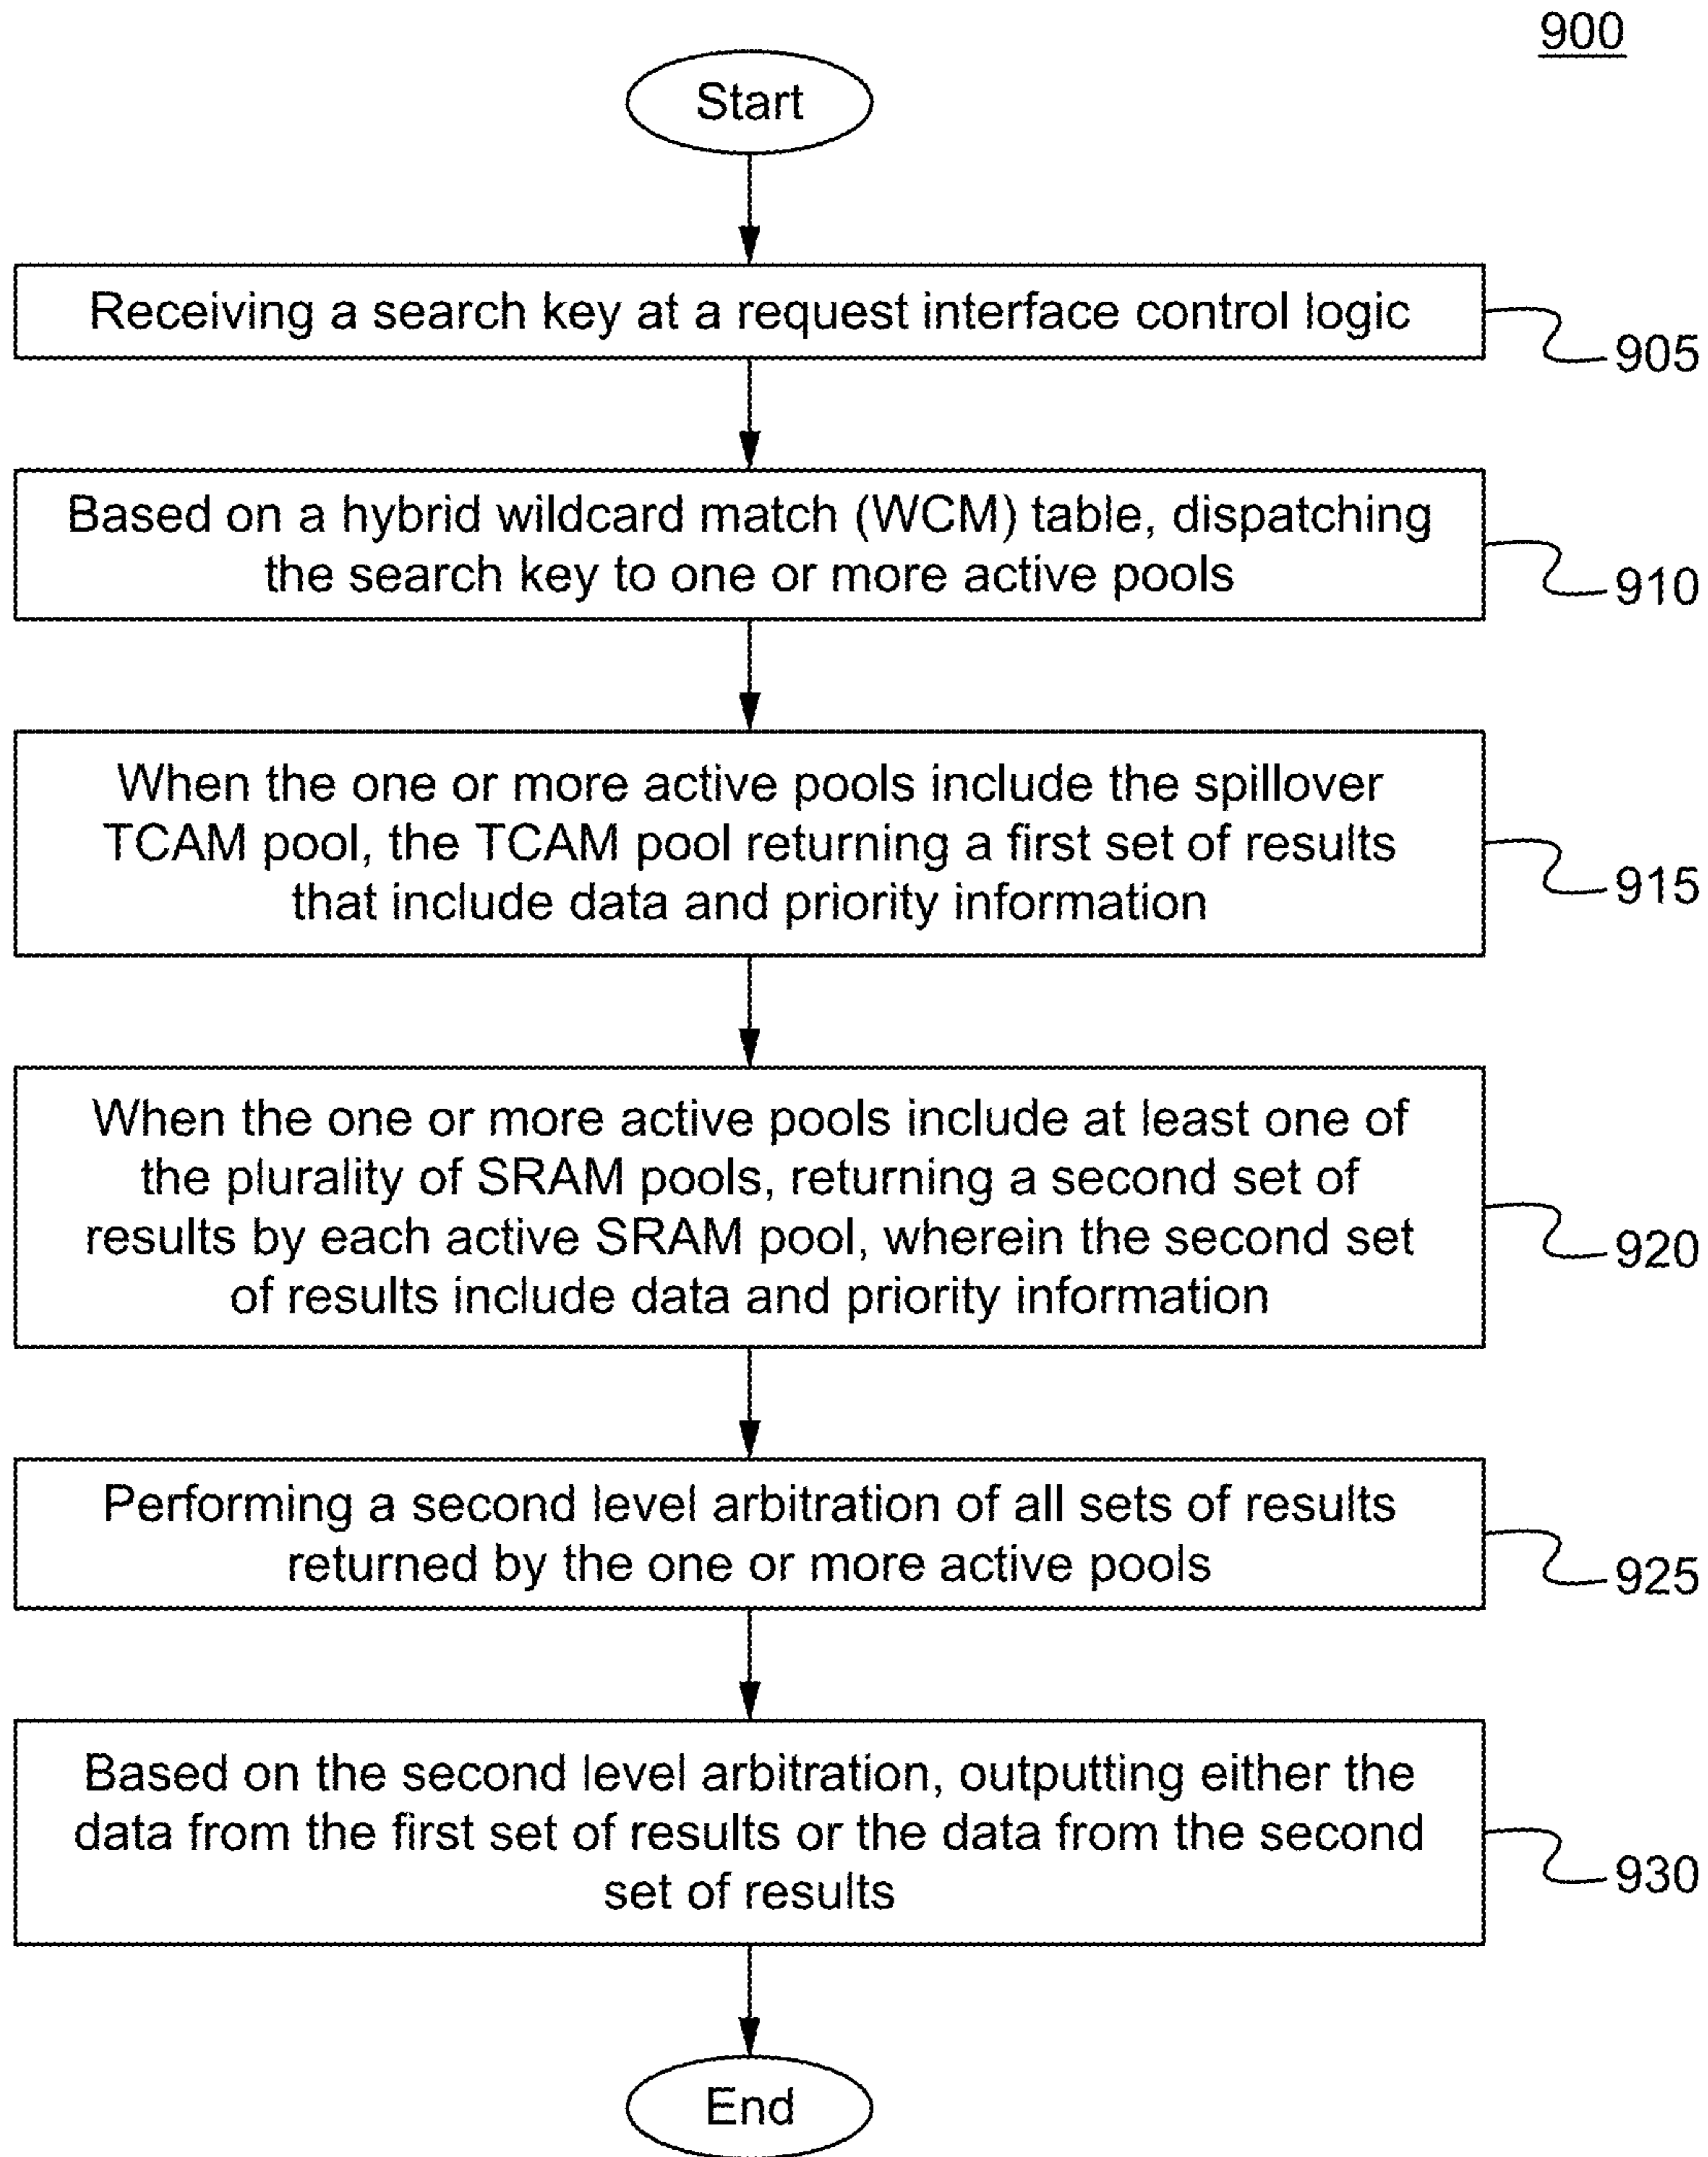 900
Start
Receiving a search key at a request interface control logic
905
Based on a hybrid wildcard match (WCM) table, dispatching
the search key to one or more active pools
910
When the one or more active pools include the spillover
TCAM pool, the TCAM pool returning a first set of results
that include data and priority information
915
When the one or more active pools include at least one of
the plurality of SRAM pools, returning a second set of
results by each active SRAM pool, wherein the second set
of results include data and priority information
920
Performing a second level arbitration of all sets of results
returned by the one or more active pools
925
Based on the second level arbitration, outputting either the
data from the first set of results or the data from the second
set of results
930
End